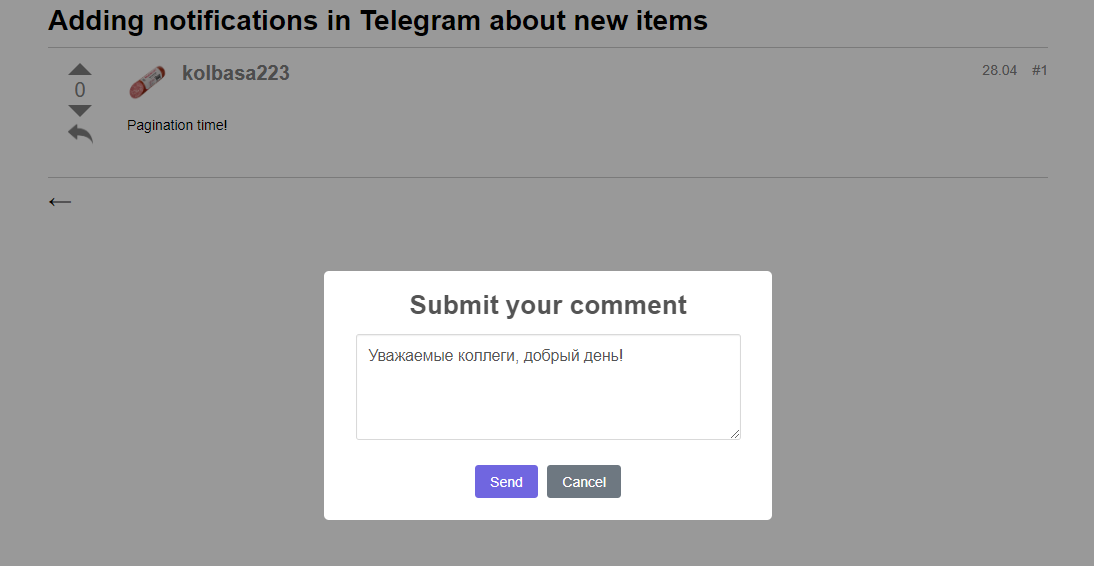 Adding notifications in Telegram about new items
kolbasa223
28.04 #1
0
Pagination time!
Submit your comment
Уважаемые коллеги, добрый день!
Send Cancel